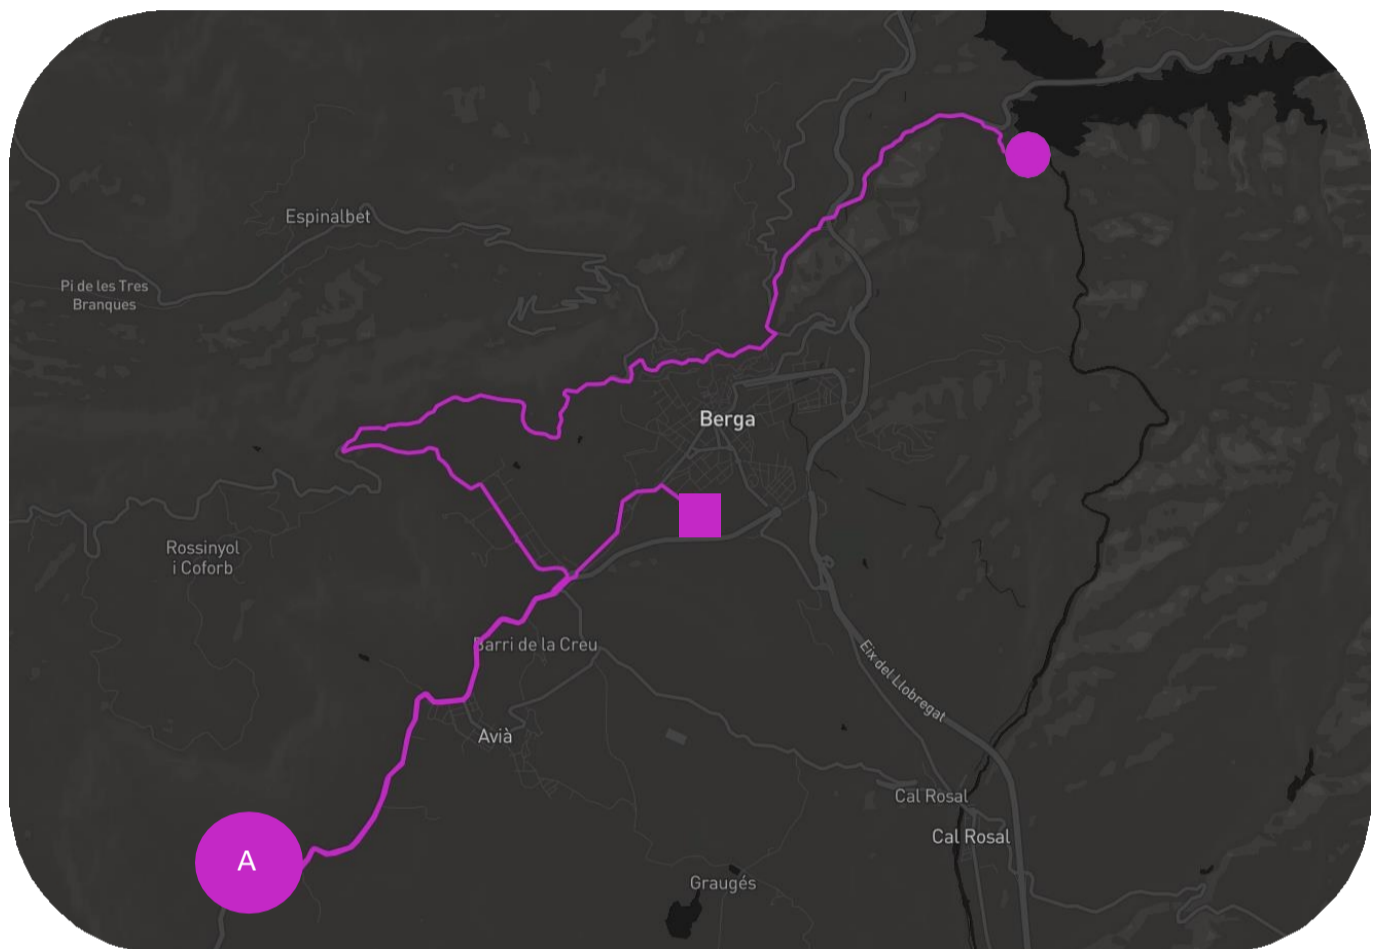 Espinalbet
Pi de les Tres
Branques
Berga
Rossinyol
i Coforb
Barri de la Creu
Eix del Llobregat
Avià
Cal Rosal
Cal Rosal
A
Graugés